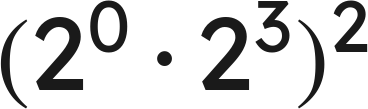 (2⁰ · 2³)²